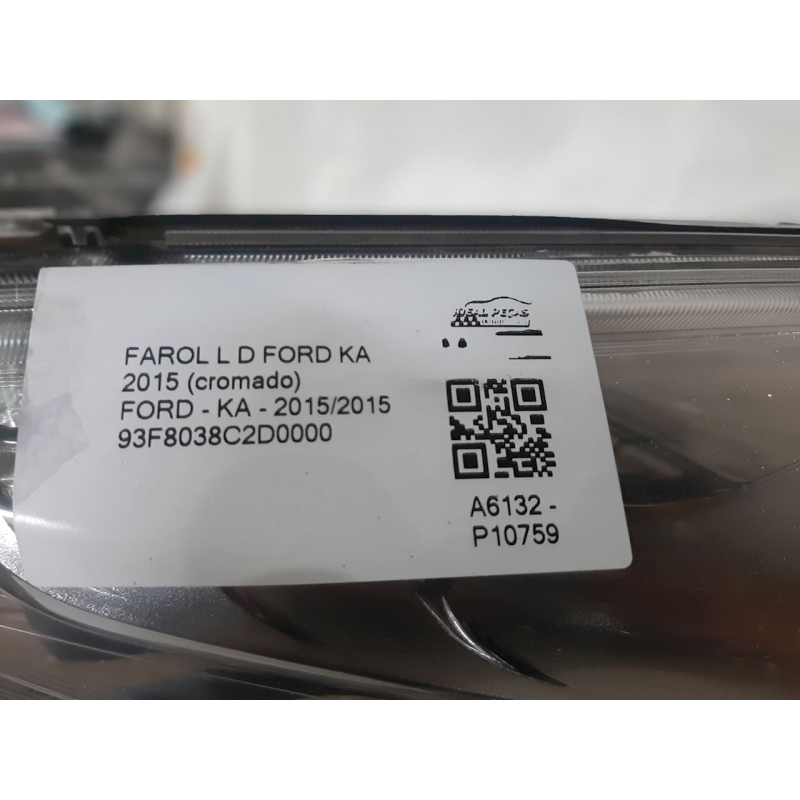 FAROL L D FORD KA
2015 (cromado)
FORD - KA - 2015/2015
93F8038C2D0000
IDEAL PEÇAS
A6132 -
P10759